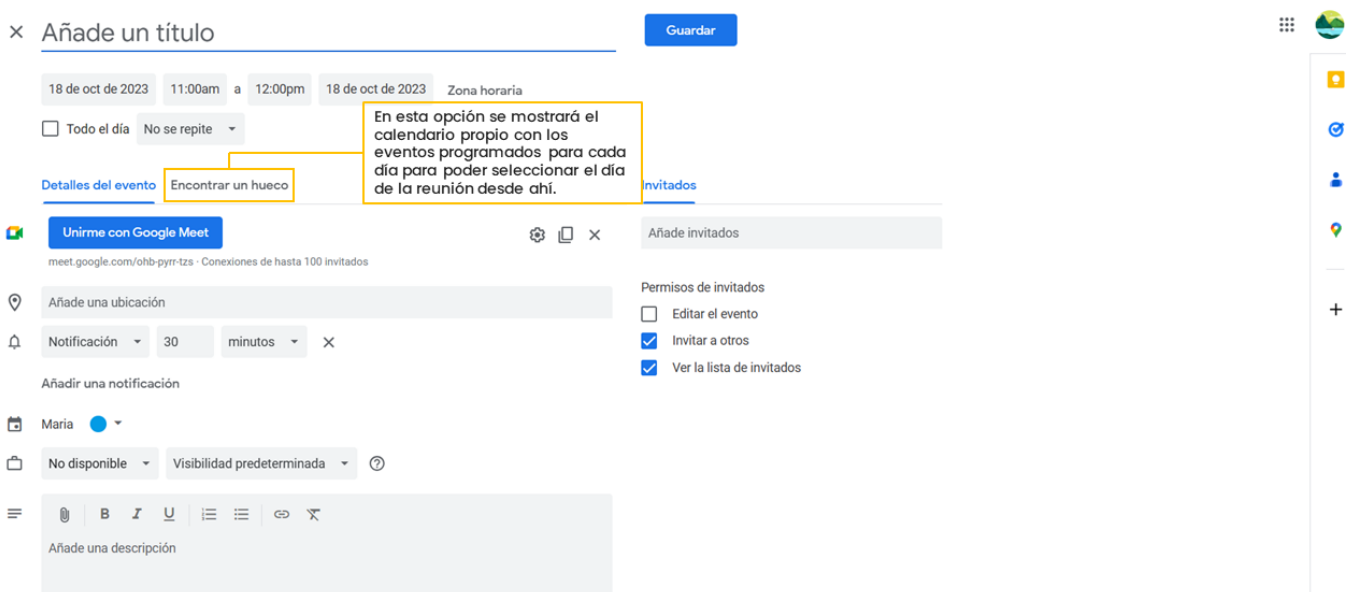 Añade un título
Guardar
18 de oct de 2023 11:00am a 12:00pm 18 de oct de 2023 Zona horaria
Todo el día No se repite
En esta opción se mostrará el
calendario propio con los
eventos programados para cada
día para poder seleccionar el día
de la reunión desde ahí.
Detalles del evento Encontrar un hueco
Invitados
Unirme con Google Meet
meet.google.com/ohb-pyrr-tzs · Conexiones de hasta 100 invitados
Añade una ubicación
Notificación 30 minutos
Añadir una notificación
Maria
No disponible Visibilidad predeterminada
B I U
Añade una descripción
Añade invitados
Permisos de invitados
Editar el evento
Invitar a otros
Ver la lista de invitados